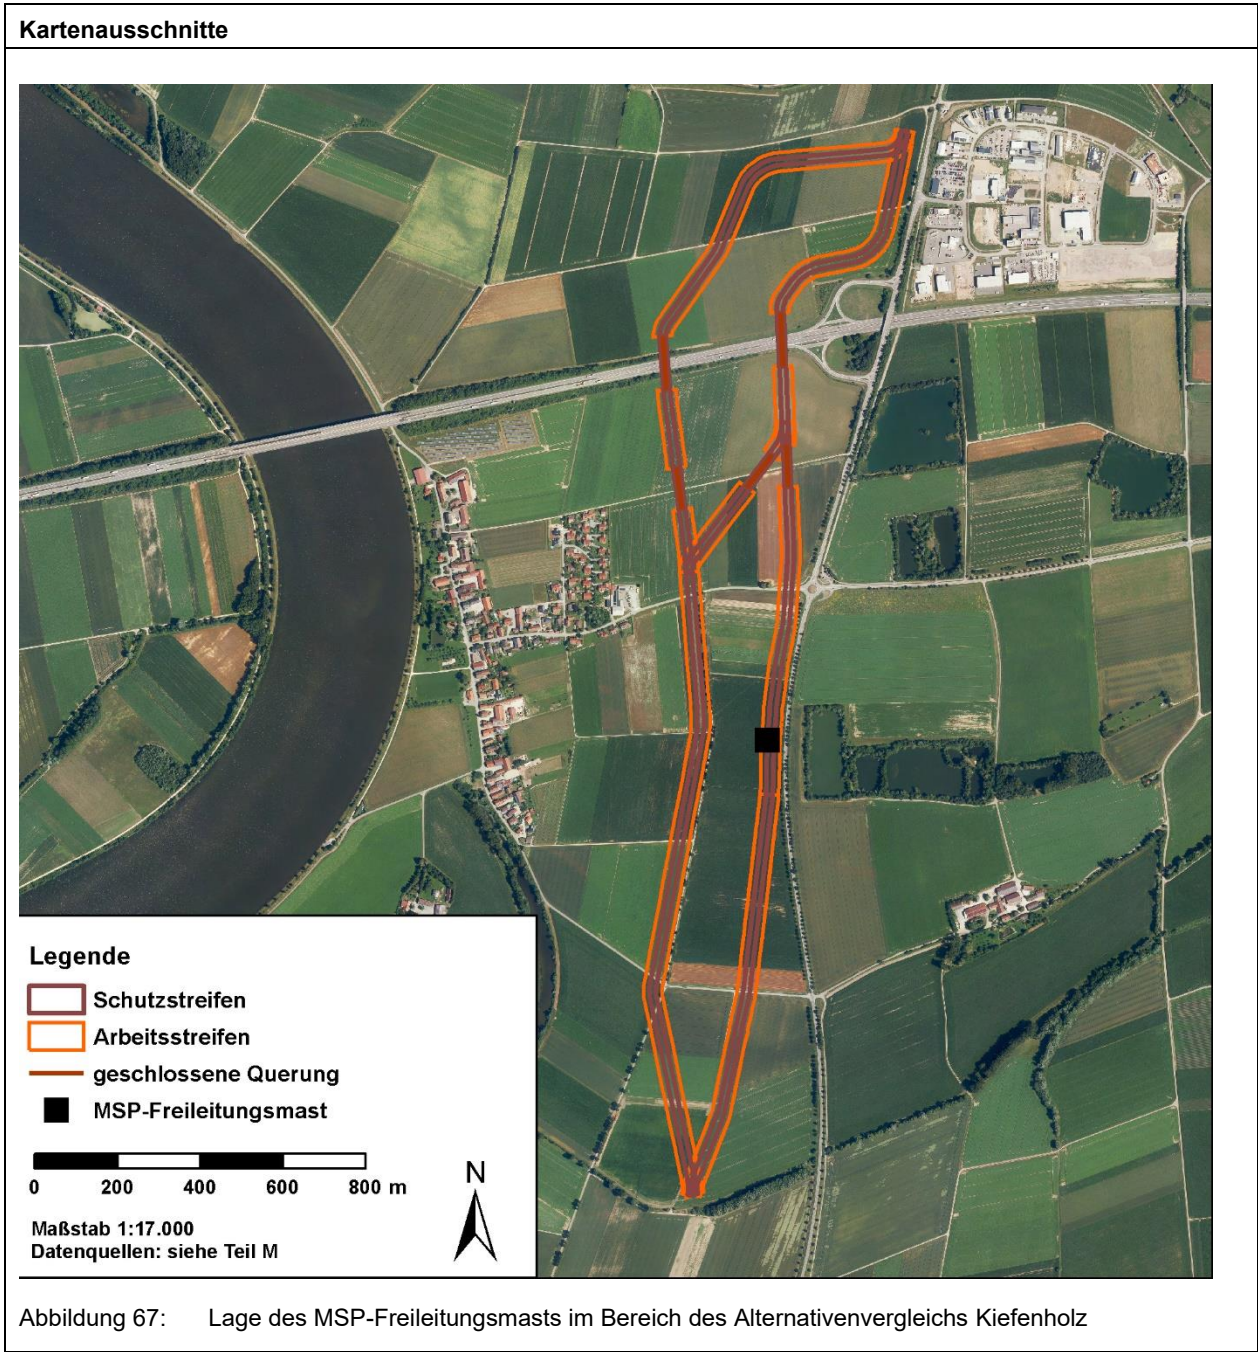 Kartenausschnitte
Legende
Schutzstreifen
Arbeitsstreifen
geschlossene Querung
MSP-Freileitungsmast
0 200 400 600 800 m
N
Maßstab 1:17.000
Datenquellen: siehe Teil M
Abbildung 67: Lage des MSP-Freileitungsmasts im Bereich des Alternativenvergleichs Kiefenholz